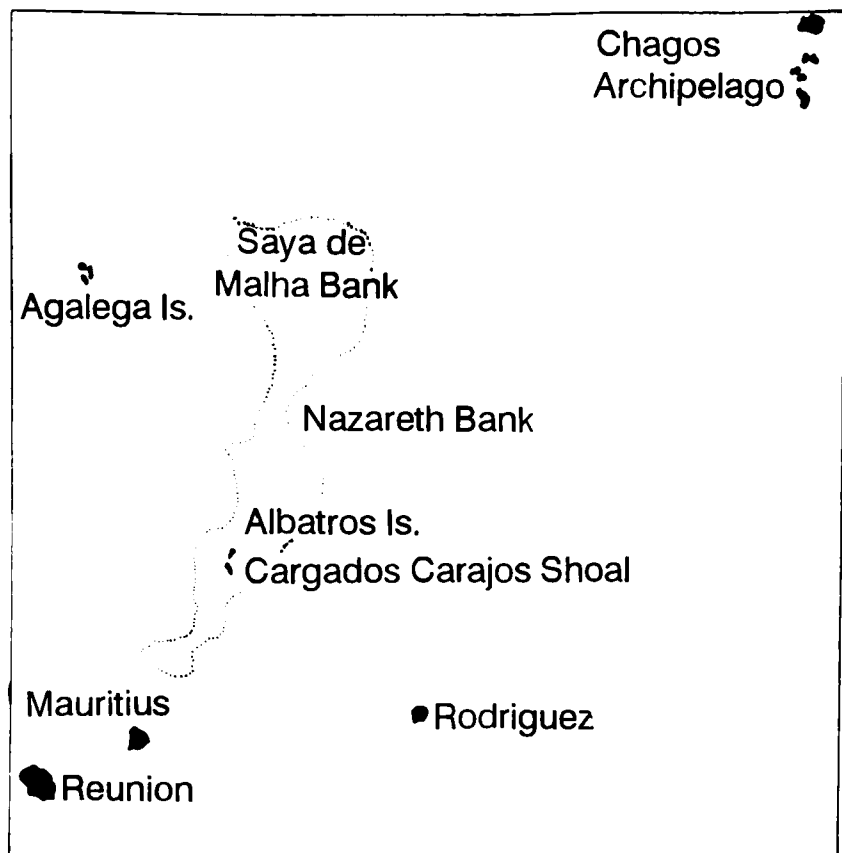 Chagos
Archipelago
Saya de
Malha Bank
Agalega Is.
Nazareth Bank
Albatros Is.
Cargados Carajos Shoal
Mauritius
Rodriguez
Reunion